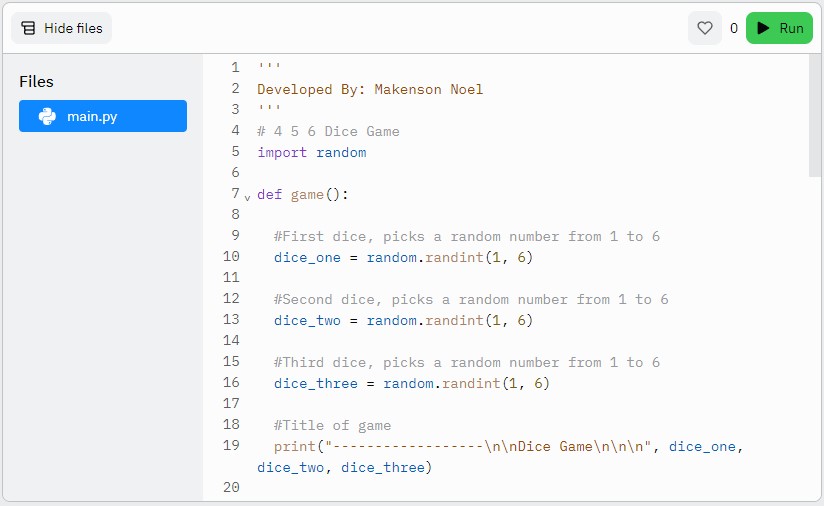 Hide files
0
Run
Files
main.py
1 '''
2 Developed By: Makenson Noel
3 '''
4 # 4 5 6 Dice Game
5 import random
6
7 def game():
8
9 #First dice, picks a random number from 1 to 6
10 dice_one = random.randint(1, 6)
11
12 #Second dice, picks a random number from 1 to 6
13 dice_two = random.randint(1, 6)
14
15 #Third dice, picks a random number from 1 to 6
16 dice_three = random.randint(1, 6)
17
18 #Title of game
19 print("------------------\n\nDice Game\n\n\n", dice_one,
dice_two, dice_three)
20